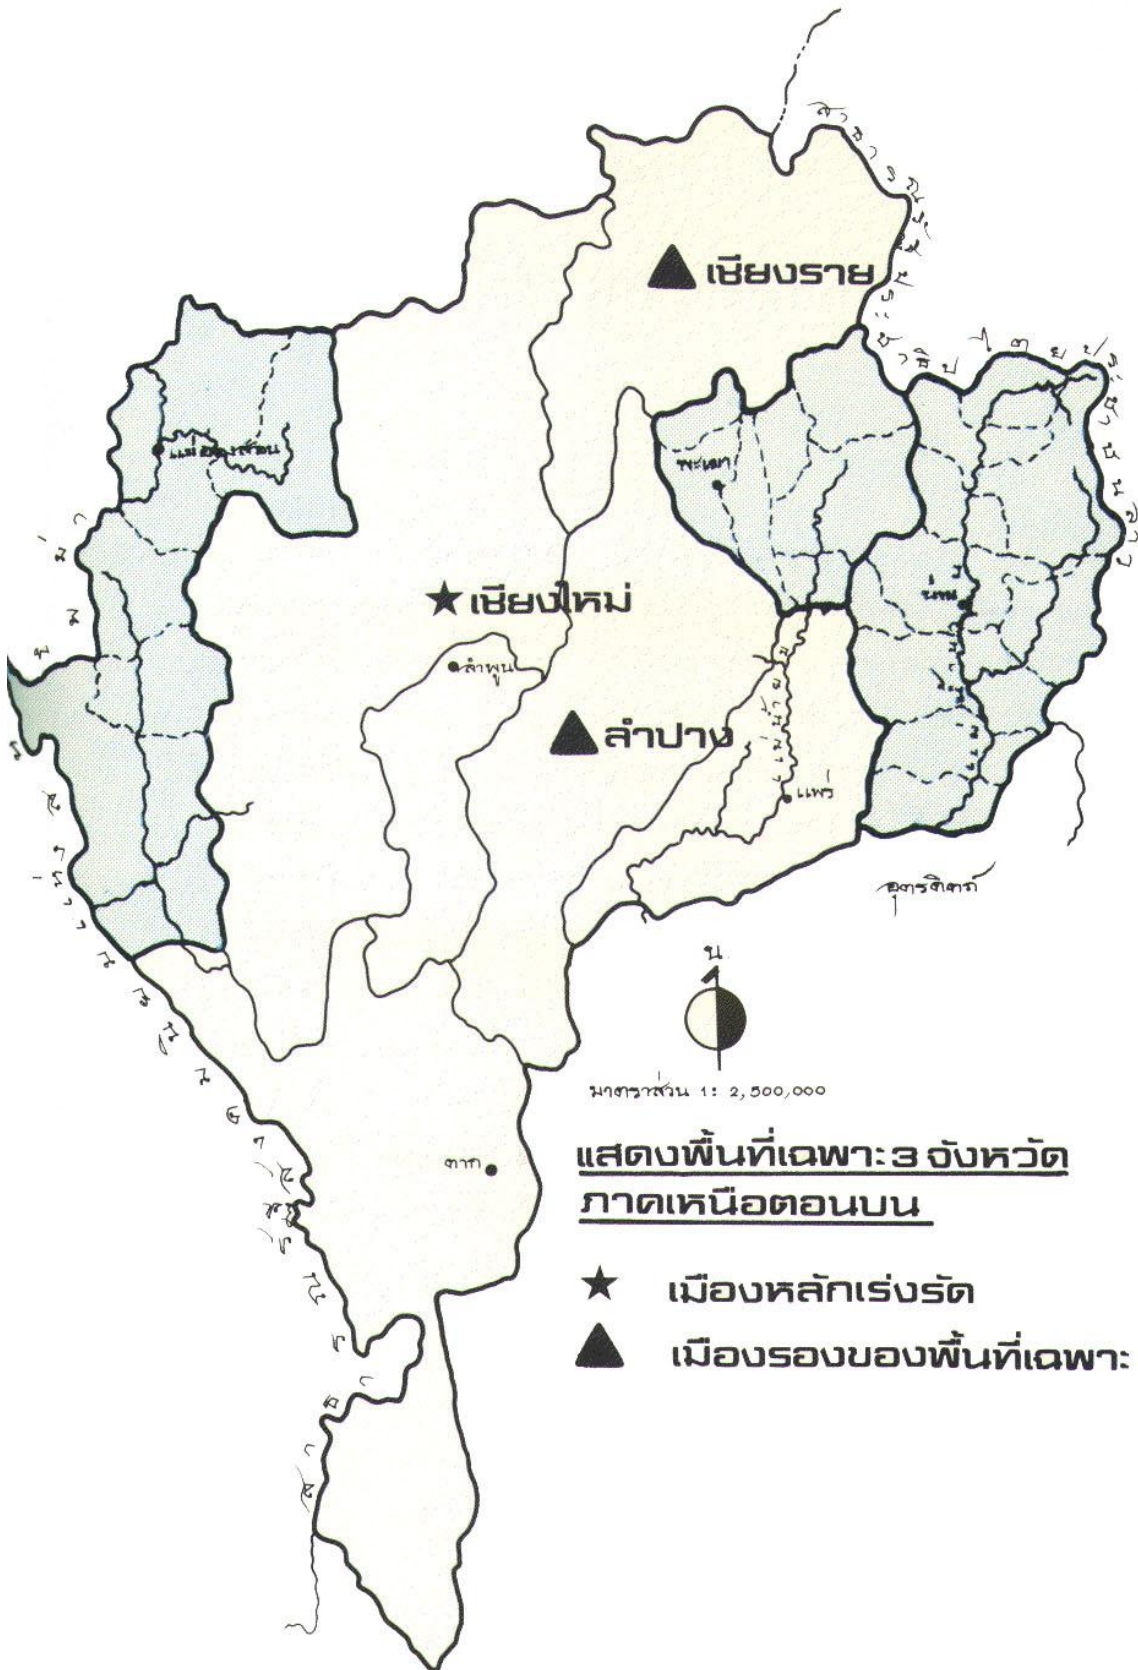 เชียงราย
พะเยา
น่าน
★ เชียงใหม่
ลำพูน
ลำปาง
แพร่
อุตรดิตถ์
น
มาตราส่วน 1: 2,500,000
ตาก
แสดงพื้นที่เฉพาะ 3 จังหวัด
ภาคเหนือตอนบน
★ เมืองหลักเร่งรัด
▲ เมืองรองของพื้นที่เฉพาะ